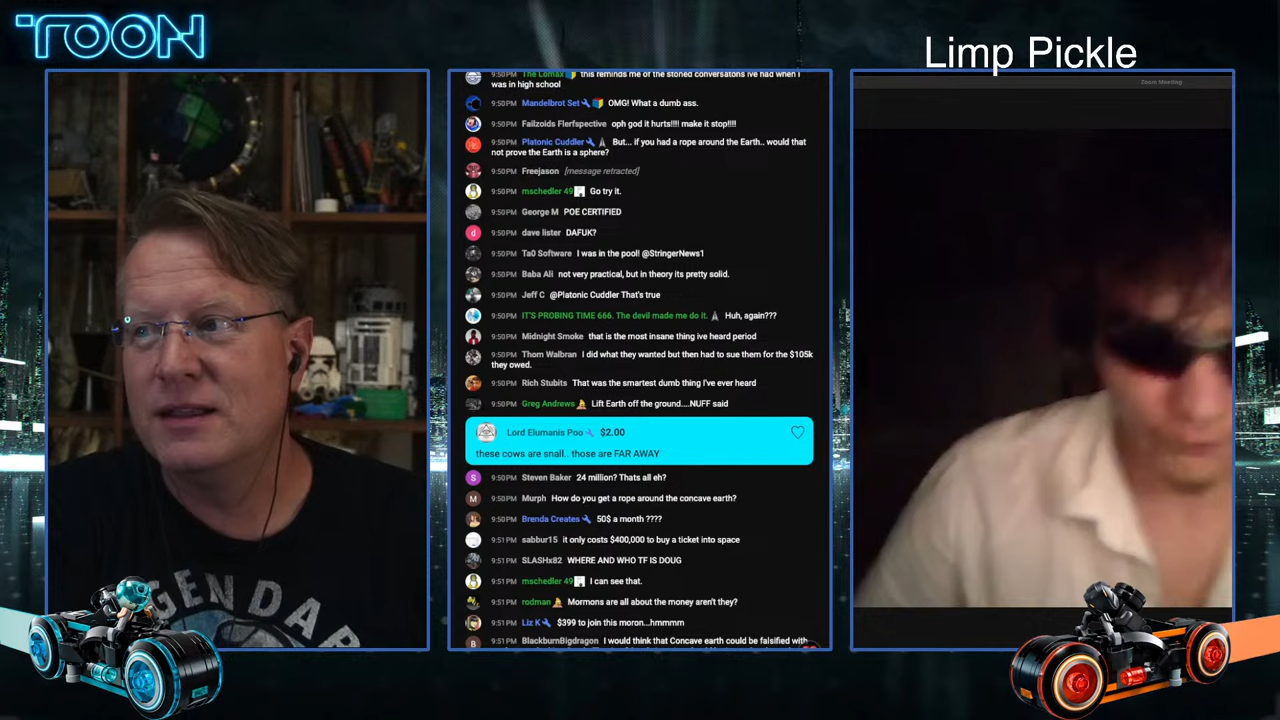 TOON
Limp Pickle
Zoom Meeting
9:50PM The Lomax this reminds me of the stoned conversatons ive had when I
was in high school
9:50PM Mandelbrot Set OMG! What a dumb ass.
9:50PM Failzoids Flerfspective oph god it hurts!!!! make it stop!!!!
9:50PM Platonic Cuddler But... if you had a rope around the Earth.. would that
not prove the Earth is a sphere?
9:50PM Freejason [message retracted]
9:50PM mschedler 49 Go try it.
9:50PM George M POE CERTIFIED
d 9:50PM dave lister DAFUK?
9:50PM Ta0 Software I was in the pool! @StringerNews1
9:50PM Baba Ali not very practical, but in theory its pretty solid.
9:50PM Jeff C @Platonic Cuddler That's true
9:50PM IT'S PROBING TIME 666. The devil made me do it. Huh, again???
9:50PM Midnight Smoke that is the most insane thing ive heard period
9:50PM Thom Walbran I did what they wanted but then had to sue them for the $105k
they owed.
9:50PM Rich Stubits That was the smartest dumb thing I've ever heard
9:50PM Greg Andrews Lift Earth off the ground....NUFF said
Lord Elumanis Poo $2.00
these cows are snall.. those are FAR AWAY
S 9:50PM Steven Baker 24 million? Thats all eh?
M 9:50PM Murph How do you get a rope around the concave earth?
9:50PM Brenda Creates 50$ a month ????
9:51PM sabbur15 it only costs $400,000 to buy a ticket into space
9:51PM SLASHx82 WHERE AND WHO TF IS DOUG
9:51PM mschedler 49 I can see that.
9:51PM rodman Mormons are all about the money aren't they?
9:51PM Liz K $399 to join this moron...hmmmm
B 9:51PM BlackburnBigdragon I would think that Concave earth could be falsified with
GENDAR